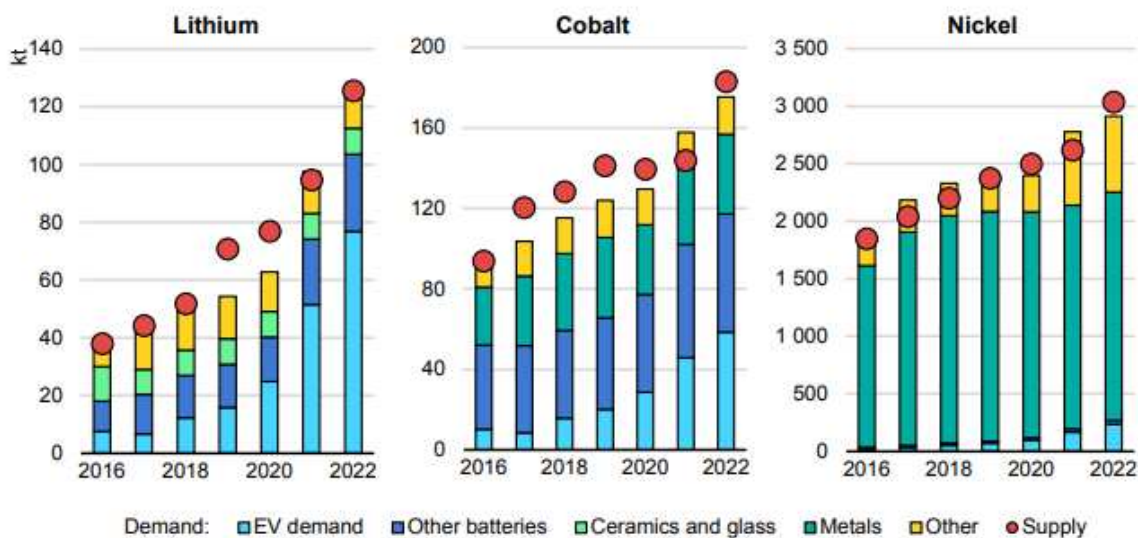 Lithium
kt
140
120
100
80
60
40
20
0
2016 2018 2020 2022
Cobalt
200
160
120
80
40
0
2016 2018 2020 2022
Nickel
3 500
3 000
2 500
2 000
1 500
1 000
500
0
2016 2018 2020 2022
Demand: EV demand Other batteries Ceramics and glass Metals Other Supply